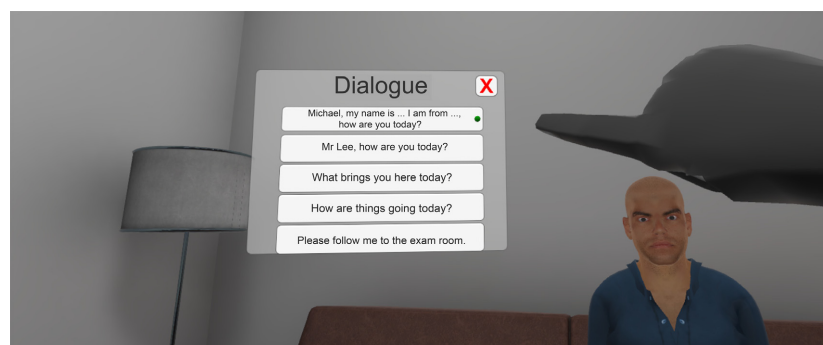 Dialogue
X
Michael, my name is ... I am from ...,
how are you today?
Mr Lee, how are you today?
What brings you here today?
How are things going today?
Please follow me to the exam room.